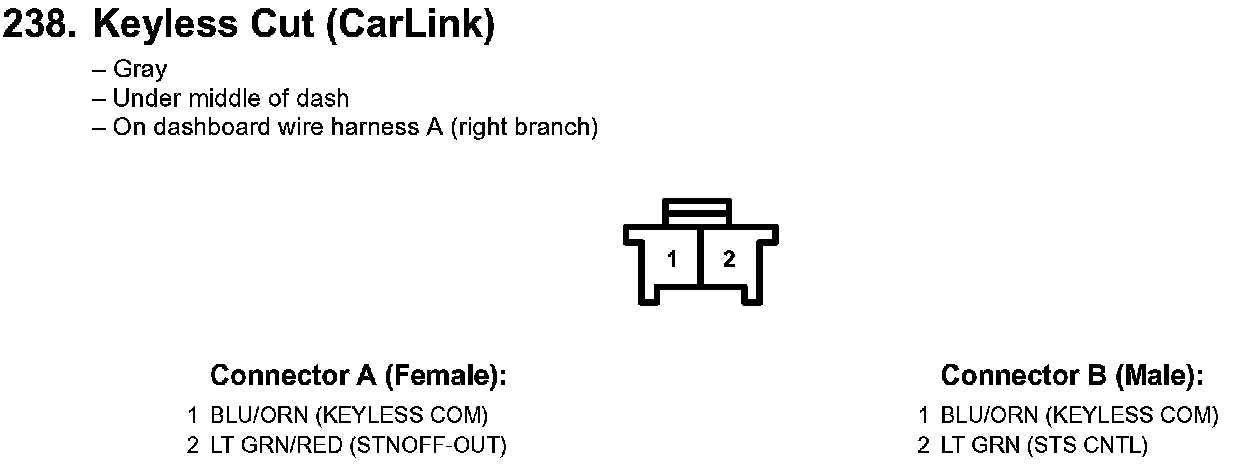 238. Keyless Cut (CarLink)
– Gray
– Under middle of dash
– On dashboard wire harness A (right branch)
1 2
Connector A (Female):
1 BLU/ORN (KEYLESS COM)
2 LT GRN/RED (STNOFF-OUT)
Connector B (Male):
1 BLU/ORN (KEYLESS COM)
2 LT GRN (STS CNTL)